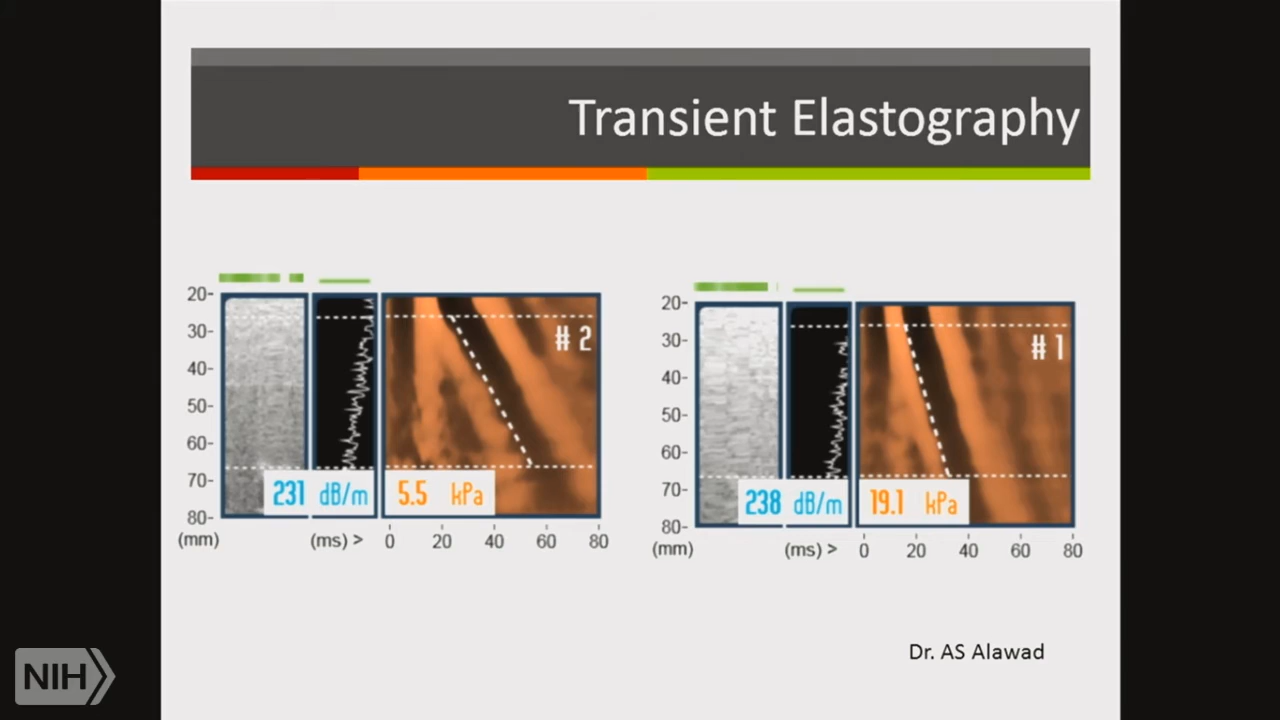 Transient Elastography
20-
30-
40-
50-
60-
70-
80-
(mm)
# 2
231 dB/m
5.5 kPa
(ms) > 0 20 40 60 80
20-
30-
40-
50-
60-
70-
80-
(mm)
# 1
238 dB/m
19.1 kPa
(ms) > 0 20 40 60 80
Dr. AS Alawad
NIH